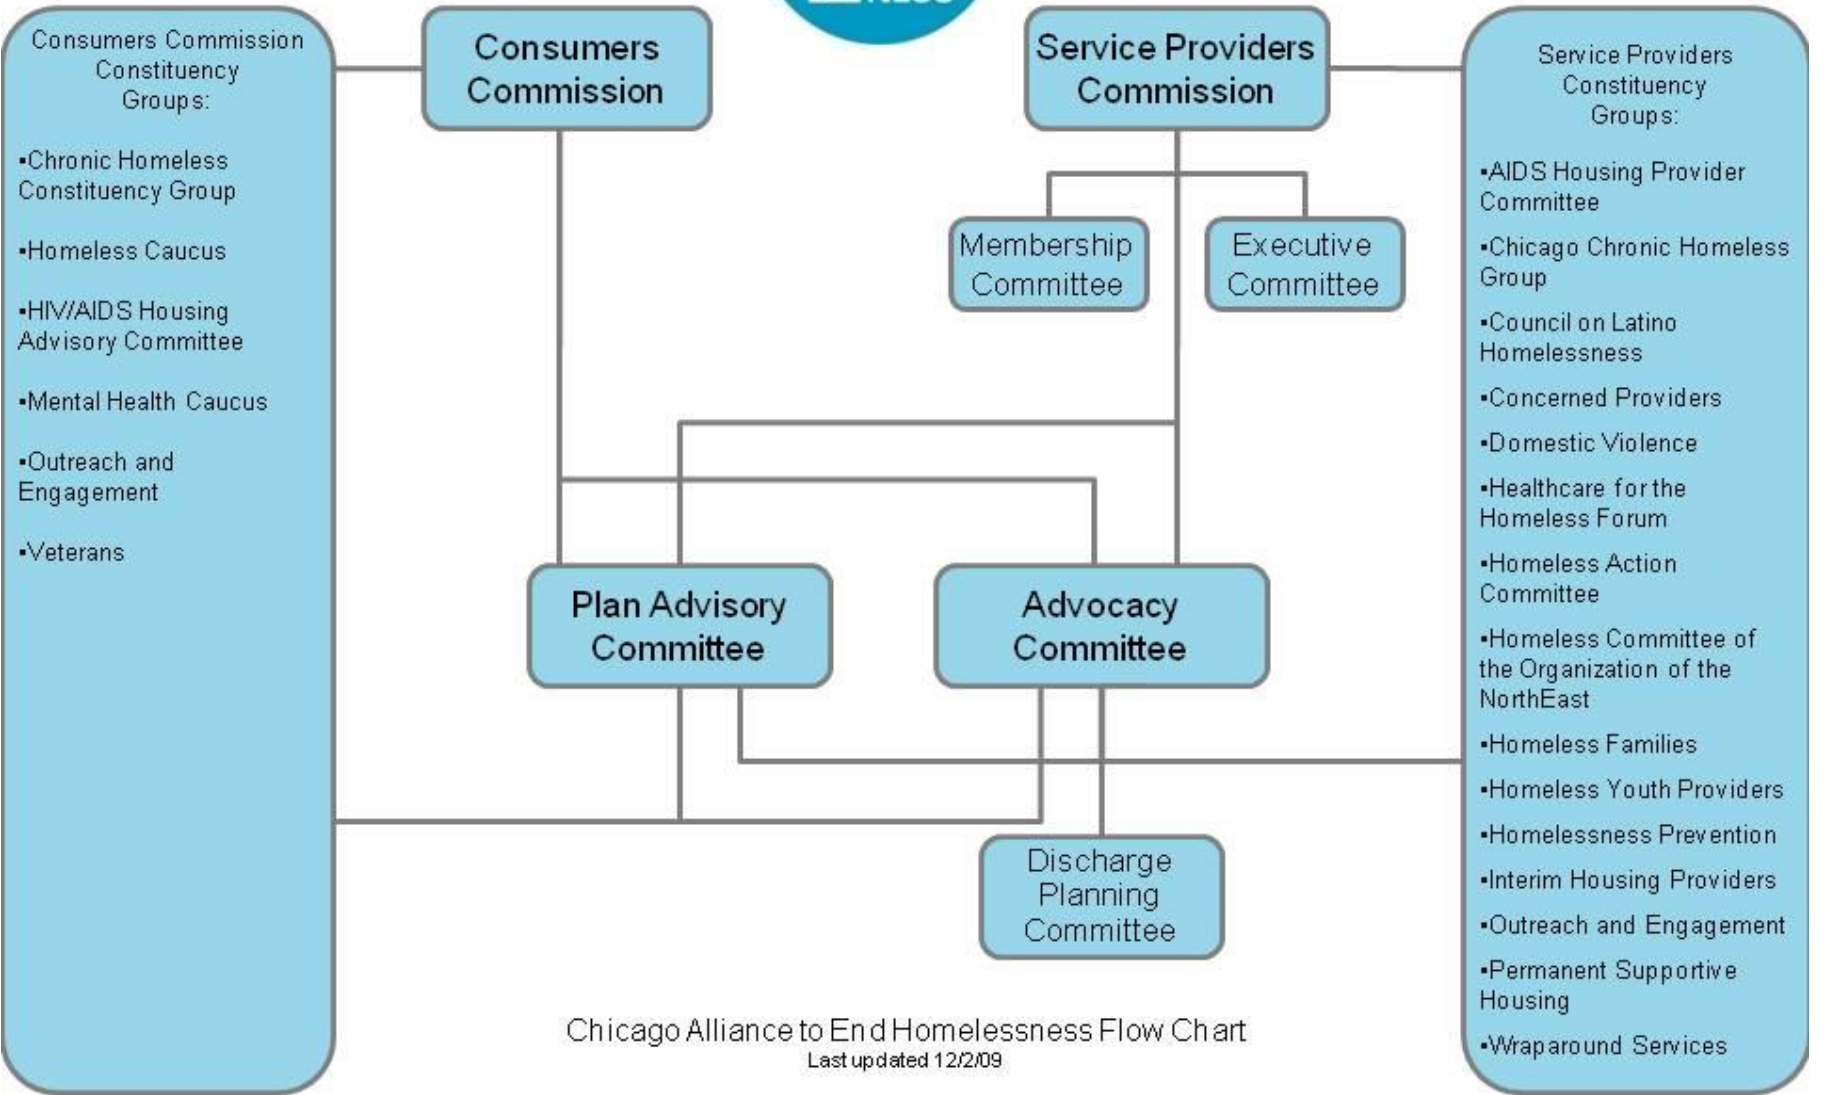 Consumers Commission
Constituency
Groups:
▪Chronic Homeless
Constituency Group
▪Homeless Caucus
▪HIV/AIDS Housing
Advisory Committee
▪Mental Health Caucus
▪Outreach and
Engagement
▪Veterans
Consumers
Commission
Service Providers
Commission
Membership
Committee
Executive
Committee
Plan Advisory
Committee
Advocacy
Committee
Discharge
Planning
Committee
Chicago Alliance to End Homelessness Flow Chart
Last updated 12/2/09
Service Providers
Constituency
Groups:
▪AIDS Housing Provider
Committee
▪Chicago Chronic Homeless
Group
▪Council on Latino
Homelessness
▪Concerned Providers
▪Domestic Violence
▪Healthcare for the
Homeless Forum
▪Homeless Action
Committee
▪Homeless Committee of
the Organization of the
NorthEast
▪Homeless Families
▪Homeless Youth Providers
▪Homelessness Prevention
▪Interim Housing Providers
▪Outreach and Engagement
▪Permanent Supportive
Housing
▪Wraparound Services